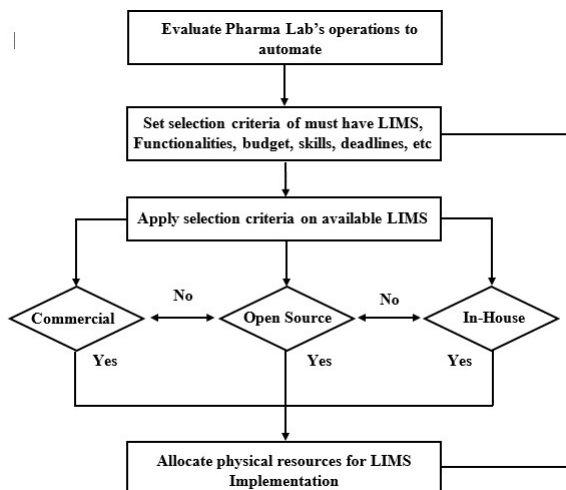 Evaluate Pharma Lab's operations to
automate
Set selection criteria of must have LIMS,
Functionalities, budget, skills, deadlines, etc
Apply selection criteria on available LIMS
No
No
Commercial
Open Source
In-House
Yes
Yes
Yes
Allocate physical resources for LIMS
Implementation